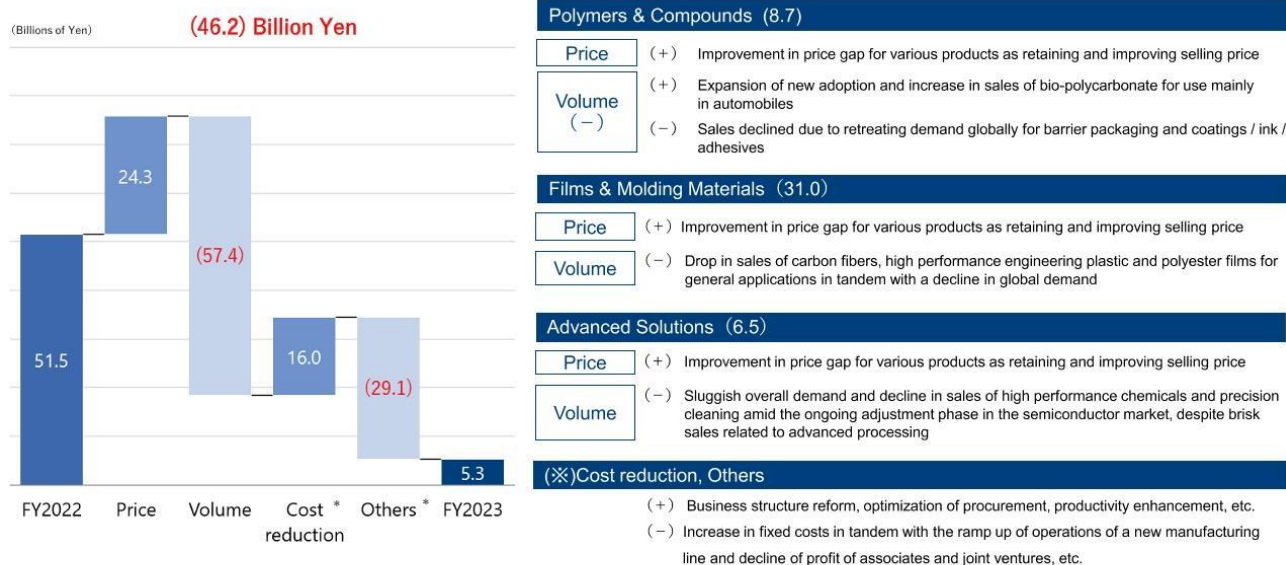 (Billions of Yen)
(46.2) Billion Yen
24.3
(57.4)
51.5
16.0
(29.1)
5.3
FY2022
Price
Volume
Cost *
reduction
Others *
FY2023
Polymers & Compounds (8.7)
Price
(+) Improvement in price gap for various products as retaining and improving selling price
Volume
(−)
(+) Expansion of new adoption and increase in sales of bio-polycarbonate for use mainly
in automobiles
(−) Sales declined due to retreating demand globally for barrier packaging and coatings / ink /
adhesives
Films & Molding Materials (31.0)
Price
(+) Improvement in price gap for various products as retaining and improving selling price
Volume
(−) Drop in sales of carbon fibers, high performance engineering plastic and polyester films for
general applications in tandem with a decline in global demand
Advanced Solutions (6.5)
Price
(+) Improvement in price gap for various products as retaining and improving selling price
Volume
(−) Sluggish overall demand and decline in sales of high performance chemicals and precision
cleaning amid the ongoing adjustment phase in the semiconductor market, despite brisk
sales related to advanced processing
(※)Cost reduction, Others
(+) Business structure reform, optimization of procurement, productivity enhancement, etc.
(−) Increase in fixed costs in tandem with the ramp up of operations of a new manufacturing
line and decline of profit of associates and joint ventures, etc.